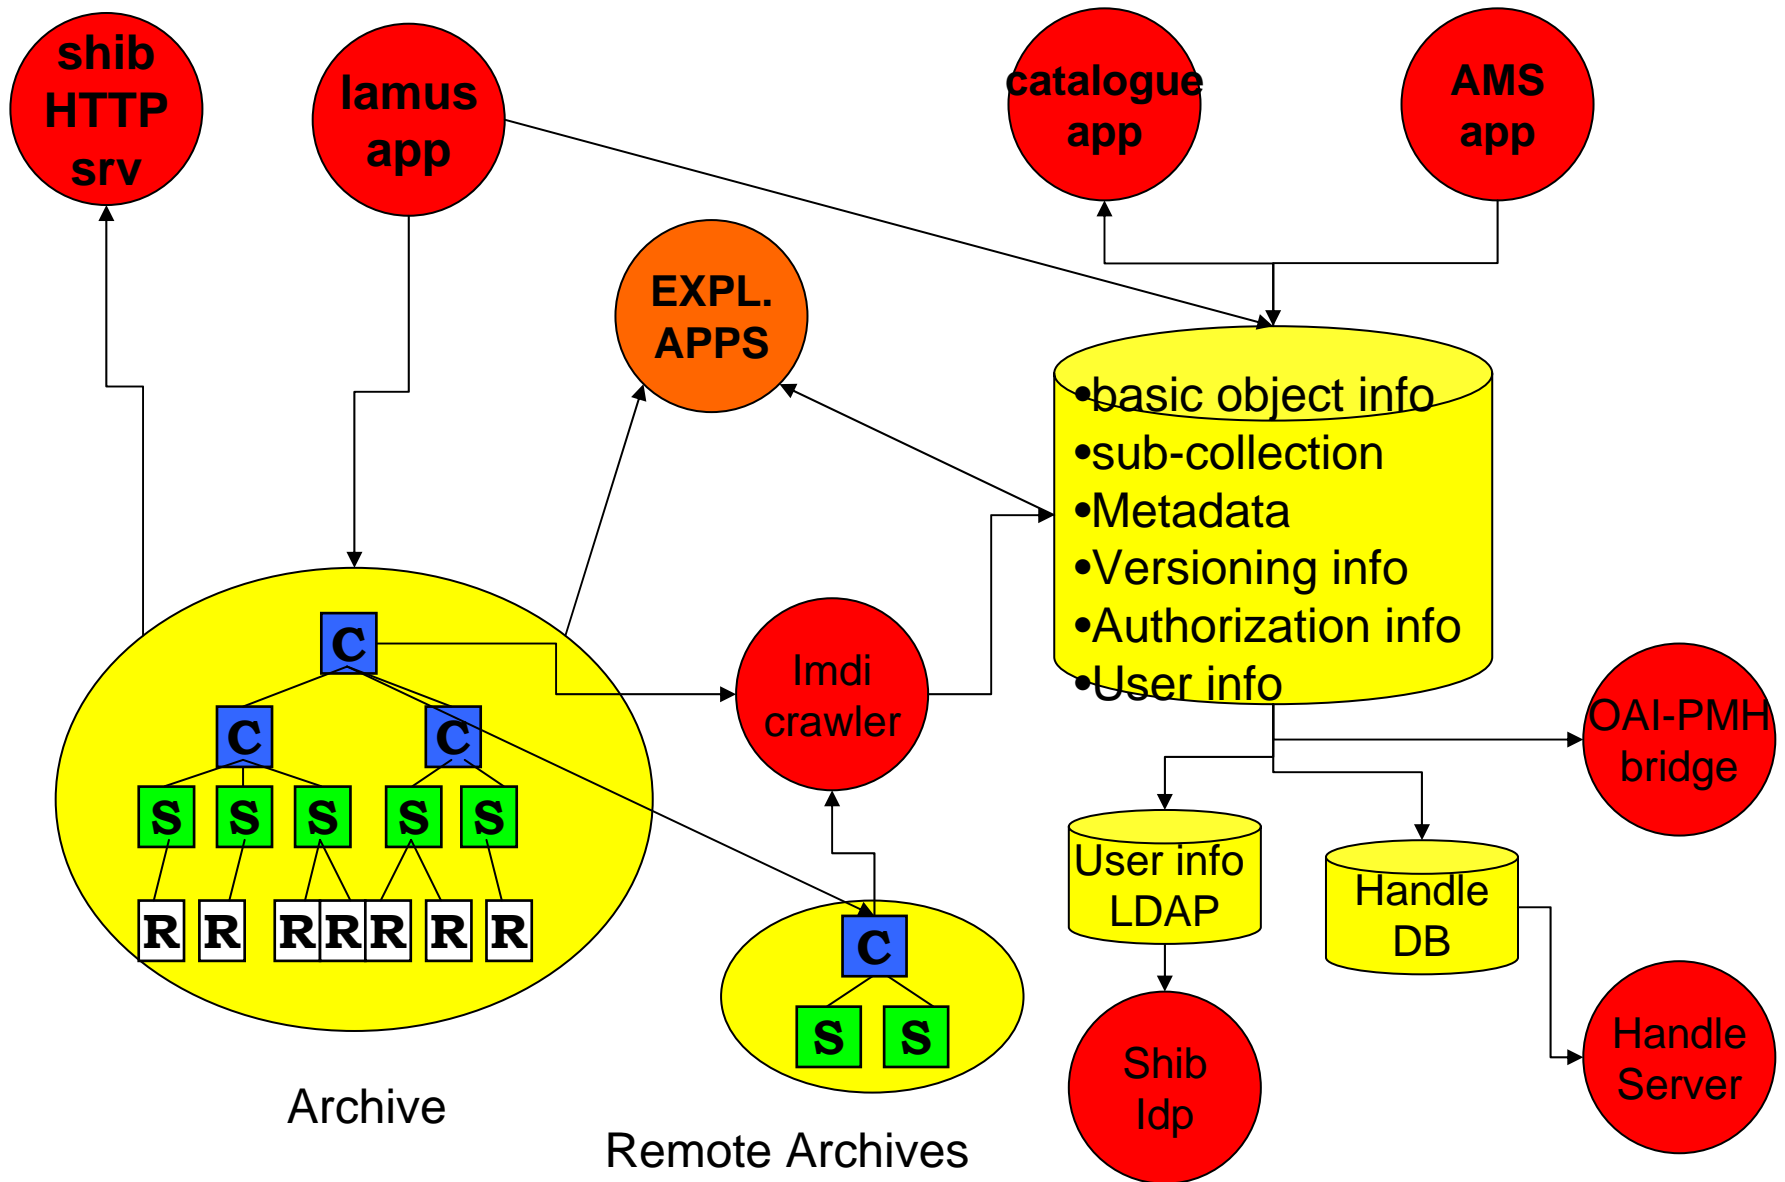 shib
HTTP
srv
lamus
app
catalogue
app
AMS
app
EXPL.
APPS
•basic object info
•sub-collection
•Metadata
•Versioning info
•Authorization info
•User info
C
C C
S S S S S
R R R R R R R
Imdi
crawler
OAI-PMH
bridge
User info
LDAP
Handle
DB
C
S S
Shib
Idp
Handle
Server
Archive
Remote Archives